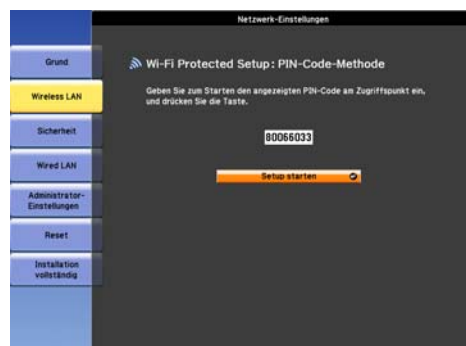 Netzwerk-Einstellungen
Grund
Wireless LAN
Sicherheit
Wired LAN
Administrator-
Einstellungen
Reset
Installation
vollständig
Wi-Fi Protected Setup: PIN-Code-Methode
Geben Sie zum Starten den angezeigten PIN-Code am Zugriffspunkt ein,
und drücken Sie die Taste.
80066033
Setup starten